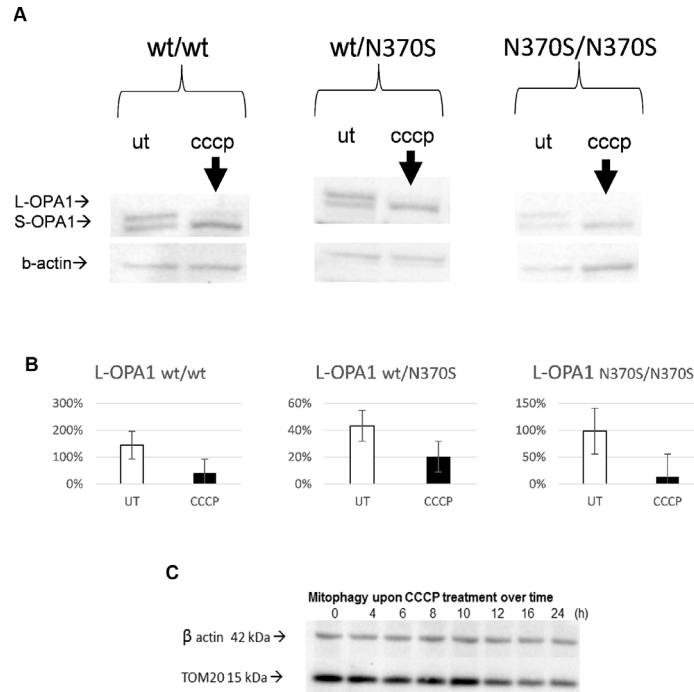 A
wt/wt wt/N370S N370S/N370S
ut cccp ut cccp ut cccp
L-OPA1→
S-OPA1→
b-actin→
B
L-OPA1 wt/wt
300%
200%
100%
0%
UT CCCP
L-OPA1 wt/N370S
60%
40%
20%
0%
UT CCCP
L-OPA1 N370S/N370S
150%
100%
50%
0%
UT CCCP
C
Mitophagy upon CCCP treatment over time
0 4 6 8 10 12 16 24 (h)
β actin 42 kDa→
TOM20 15 kDa→